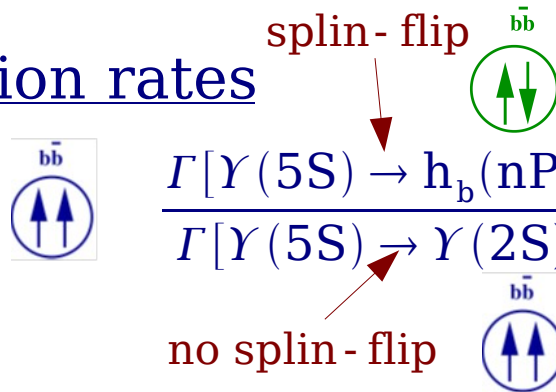 splin- flip
bb̄
ion rates
bb̄
Γ[ϒ(5S) → h_b(nP
Γ[ϒ(5S) → ϒ(2S)
bb̄
no splin - flip